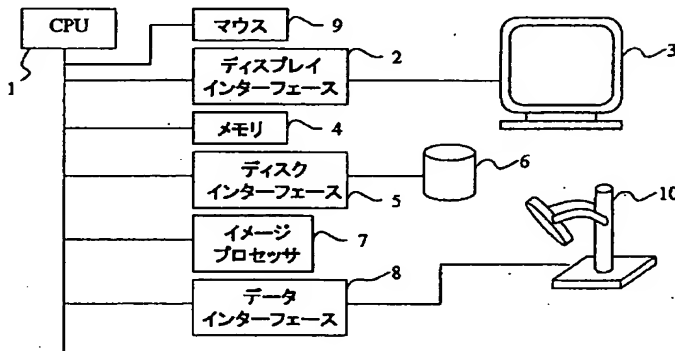 CPU
1
マウス
9
ディスプレイ
インターフェース
2
3
メモリ
4
ディスク
インターフェース
5
6
イメージ
プロセッサ
7
データ
インターフェース
8
10